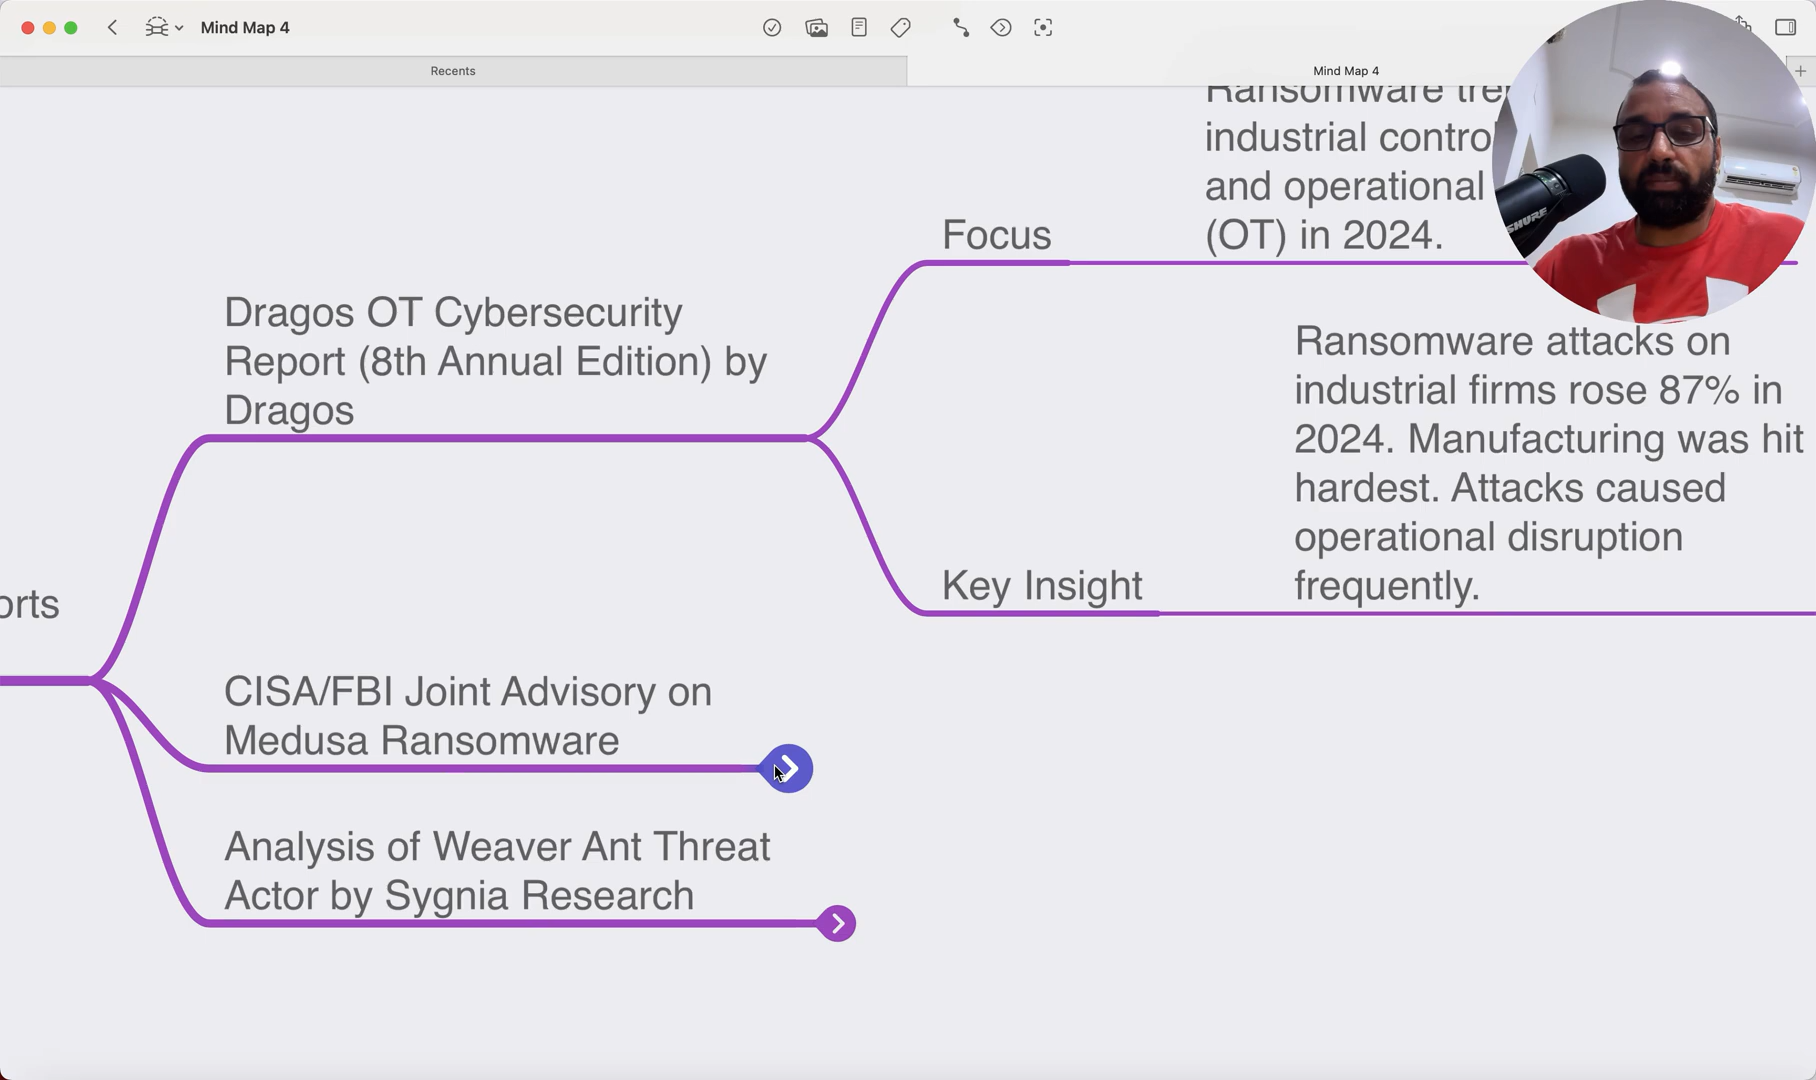 Mind Map 4
Recents
Mind Map 4
Ransomware
industrial
and operational
(OT) in 2024.
Focus
Dragos OT Cybersecurity
Report (8th Annual Edition) by
Dragos
Ransomware attacks on
industrial firms rose 87% in
2024. Manufacturing was hit
hardest. Attacks caused
operational disruption
frequently.
Key Insight
CISA/FBI Joint Advisory on
Medusa Ransomware
Analysis of Weaver Ant Threat
Actor by Sygnia Research
SHURE